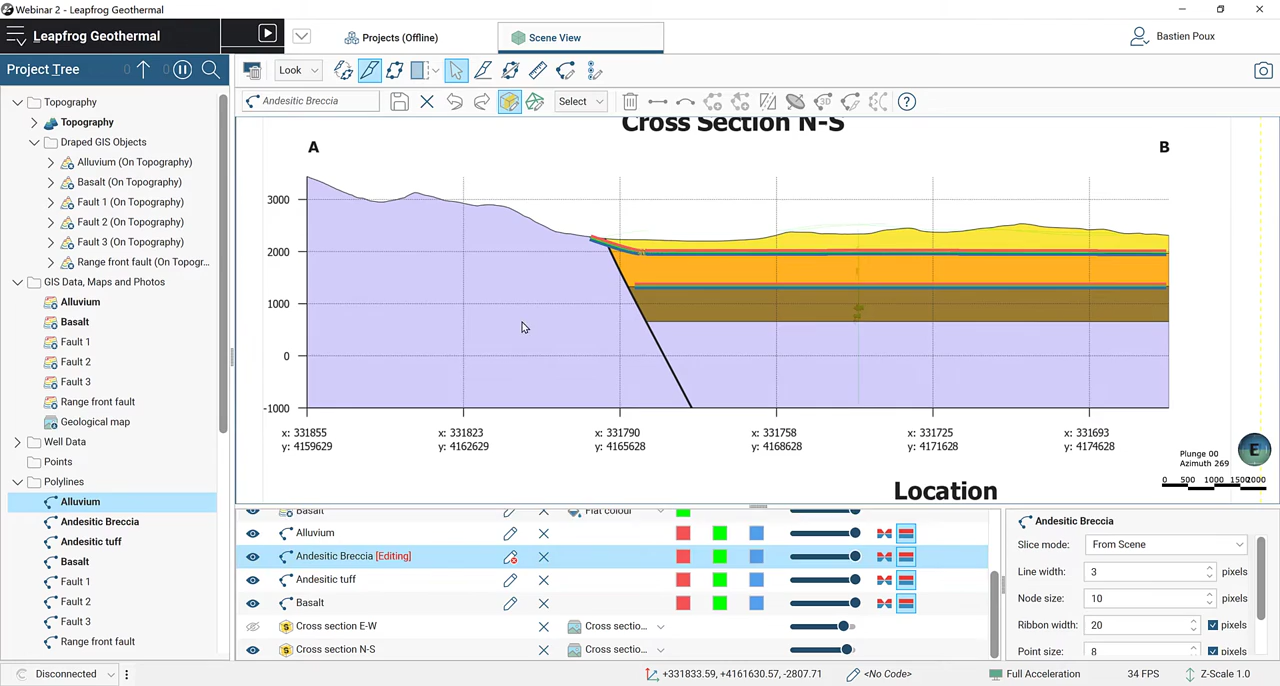 Webinar 2 - Leapfrog Geothermal
Leapfrog Geothermal
Projects (Offline)
Scene View
Bastien Poux
Project Tree
0
0
Look
Andesitic Breccia
Select
3D
?
Topography
Topography
Draped GIS Objects
Alluvium (On Topography)
Basalt (On Topography)
Fault 1 (On Topography)
Fault 2 (On Topography)
Fault 3 (On Topography)
Range front fault (On Topogr...
GIS Data, Maps and Photos
Alluvium
Basalt
Fault 1
Fault 2
Fault 3
Range front fault
Geological map
Well Data
Points
Polylines
Alluvium
Andesitic Breccia
Andesitic tuff
Basalt
Fault 1
Fault 2
Fault 3
Range front fault
Cross Section N-S
A
B
3000
2000
1000
0
-1000
x: 331855
y: 4159629
x: 331823
y: 4162629
x: 331790
y: 4165628
x: 331758
y: 4168628
x: 331725
y: 4171628
x: 331693
y: 4174628
Location
E
Plunge 00
Azimuth 269
0 500 1000 1500 2000
Basalt
Flat colour
Alluvium
Andesitic Breccia [Editing]
Andesitic tuff
Basalt
S Cross section E-W
Cross sectio...
S Cross section N-S
Cross sectio...
Andesitic Breccia
Slice mode: From Scene
Line width: 3 pixels
Node size: 10 pixels
Ribbon width: 20 pixels
Point size: 8 pixels
Disconnected
+331833.59, +4161630.57, -2807.71
<No Code>
Full Acceleration
34 FPS
Z-Scale 1.0